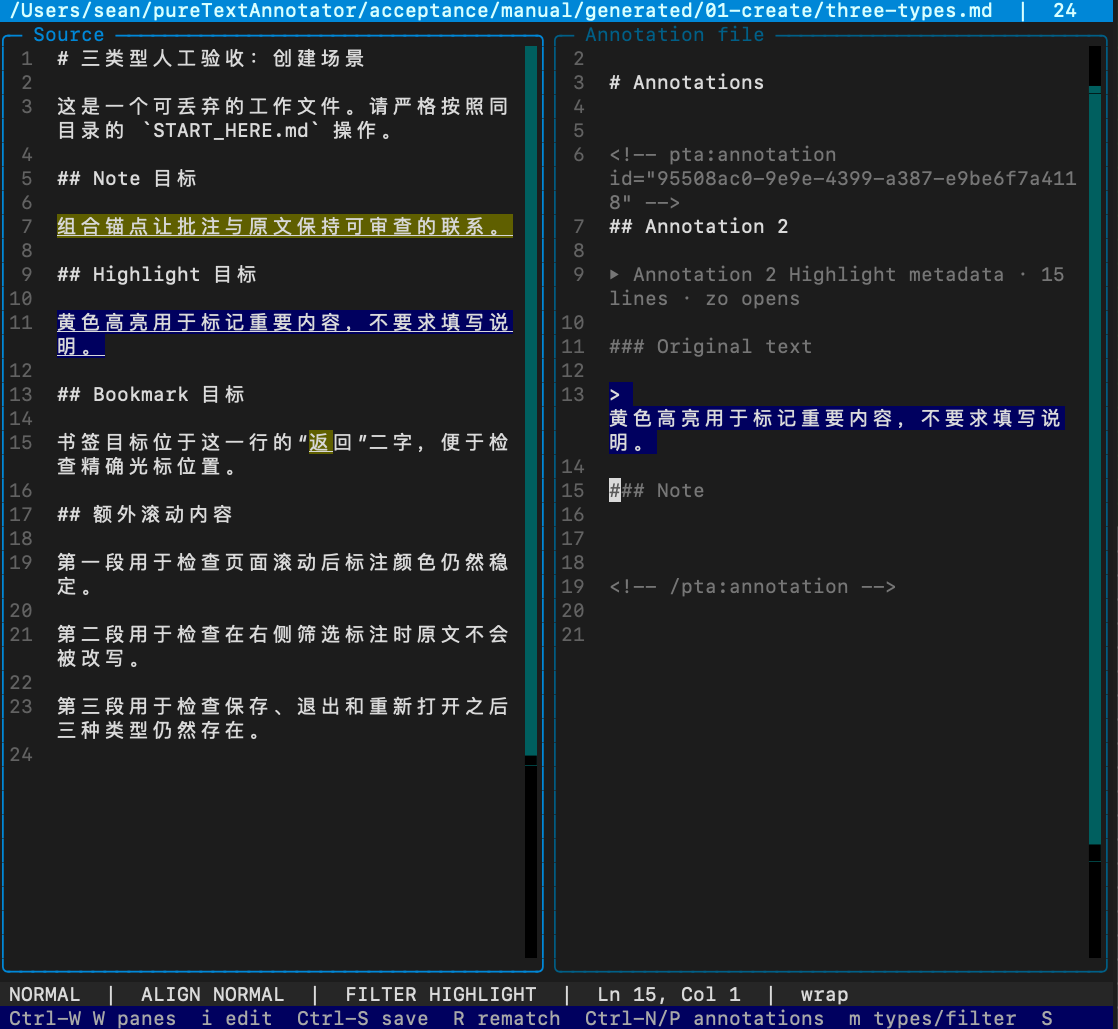 /Users/sean/pureTextAnnotator/acceptance/manual/generated/01-create/three-types.md | 24
Source
1 # 三类型人工验收：创建场景
2
3 这是一个可丢弃的工作文件。请严格按照同
目录的 `START_HERE.md` 操作。
4
5 ## Note 目标
6
7 组合锚点让批注与原文保持可审查的联系。
8
9 ## Highlight 目标
10
11 黄色高亮用于标记重要内容，不要求填写说
明。
12
13 ## Bookmark 目标
14
15 书签目标位于这一行的“返回”二字，便于检
查精确光标位置。
16
17 ## 额外滚动内容
18
19 第一段用于检查页面滚动后标注颜色仍然稳
定。
20
21 第二段用于检查在右侧筛选标注时原文不会
被改写。
22
23 第三段用于检查保存、退出和重新打开之后
三种类型仍然存在。
24
Annotation file
2
3 # Annotations
4
5
6 <!-- pta:annotation
id="95508ac0-9e9e-4399-a387-e9be6f7a411
8" -->
7 ## Annotation 2
8
9 ▶ Annotation 2 Highlight metadata · 15
lines · zo opens
10
11 ### Original text
12
13 >
黄色高亮用于标记重要内容，不要求填写说
明。
14
15 ### Note
16
17
18
19 <!-- /pta:annotation -->
20
21
NORMAL | ALIGN NORMAL | FILTER HIGHLIGHT | Ln 15, Col 1 | wrap
Ctrl-W W panes i edit Ctrl-S save R rematch Ctrl-N/P annotations m types/filter S